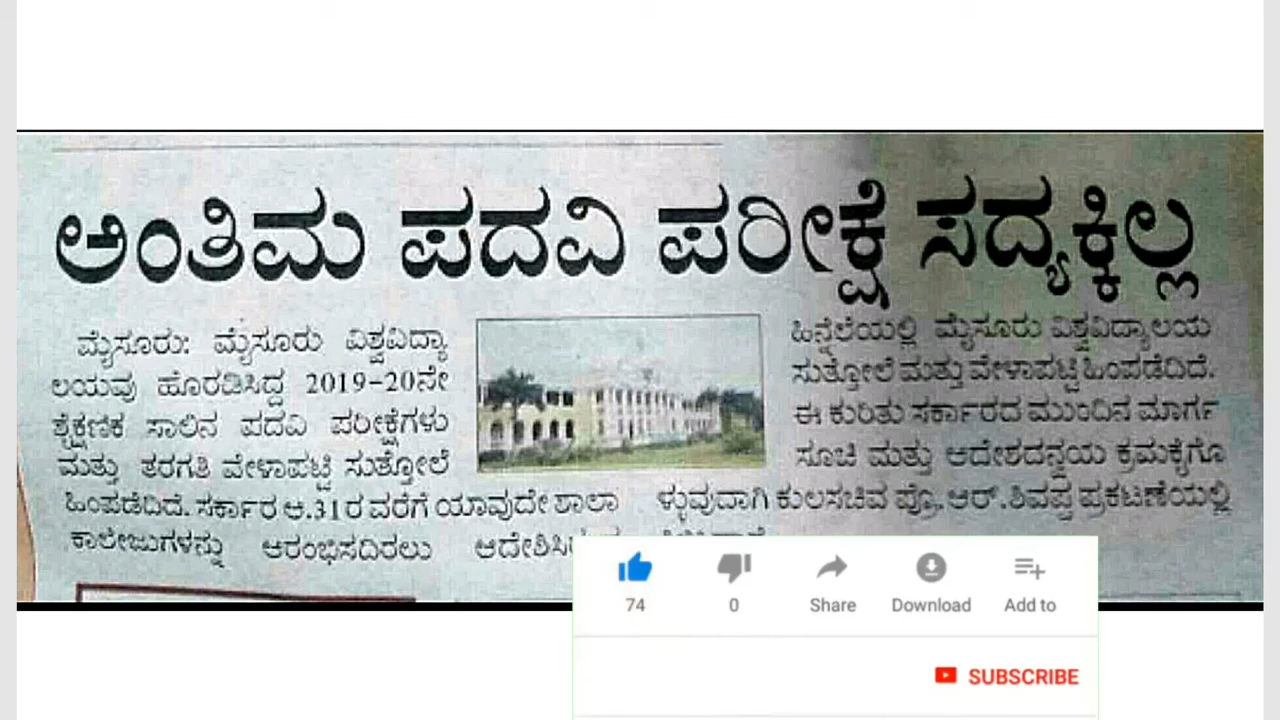 ಅಂತಿಮ ಪದವಿ ಪರೀಕ್ಷೆ ಸದ್ಯಕ್ಕಿಲ್ಲ
ಮೈಸೂರು: ಮೈಸೂರು ವಿಶ್ವವಿದ್ಯಾ
ಲಯವು ಹೊರಡಿಸಿದ್ದ 2019-20ನೇ
ಶೈಕ್ಷಣಿಕ ಸಾಲಿನ ಪದವಿ ಪರೀಕ್ಷೆಗಳು
ಮತ್ತು ತರಗತಿ ವೇಳಾಪಟ್ಟಿ ಸುತ್ತೋಲೆ
ಹಿಂಪಡೆದಿದೆ. ಸರ್ಕಾರ ಆ.31ರ ವರೆಗೆ ಯಾವುದೇ ಶಾಲಾ
ಕಾಲೇಜುಗಳನ್ನು ಆರಂಭಿಸದಿರಲು
ಹಿನ್ನೆಲೆಯಲ್ಲಿ ಮೈಸೂರು ವಿಶ್ವವಿದ್ಯಾಲಯ
ಸುತ್ತೋಲೆ ಮತ್ತು ವೇಳಾಪಟ್ಟಿ ಹಿಂಪಡೆದಿದೆ.
ಈ ಕುರಿತು ಸರ್ಕಾರದ ಮುಂದಿನ ಮಾರ್ಗ
ಸೂಚಿ ಮತ್ತು ಆದೇಶದನ್ವಯ ಕ್ರಮಕೈಗೊ
ಳ್ಳುವುದಾಗಿ ಕುಲಸಚಿವ ಪ್ರೊ. ಆರ್.ಶಿವಪ್ಪ ಪ್ರಕಟಣೆಯಲ್ಲಿ
74 0 Share Download Add to
SUBSCRIBE